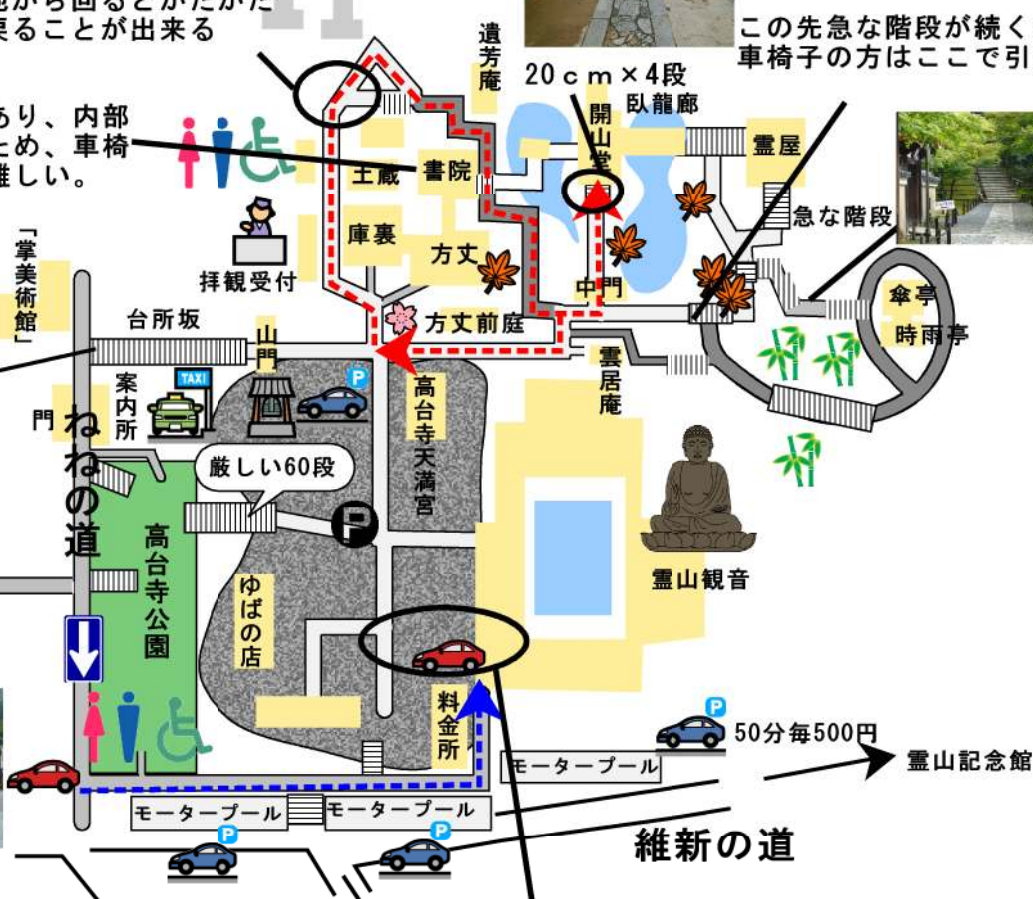 から回るとがたがた
戻ることが出来る
この先急な階段が続く
車椅子の方はここで引
遺芳庵
20cm×4段
開山堂
臥龍廊
霊屋
あり、内部
ため、車椅
難しい。
土蔵
書院
急な階段
庫裏
方丈
拝観受付
「掌美術館」
中門
傘亭
時雨亭
台所坂
山門
方丈前庭
雲居庵
TAXI
案内所
P
門
ねねの道
高台寺天満宮
厳しい60段
P
高台寺公園
ゆばの店
霊山観音
料金所
P
50分毎500円
霊山記念館
モータープール
モータープール
モータープール
P
P
維新の道